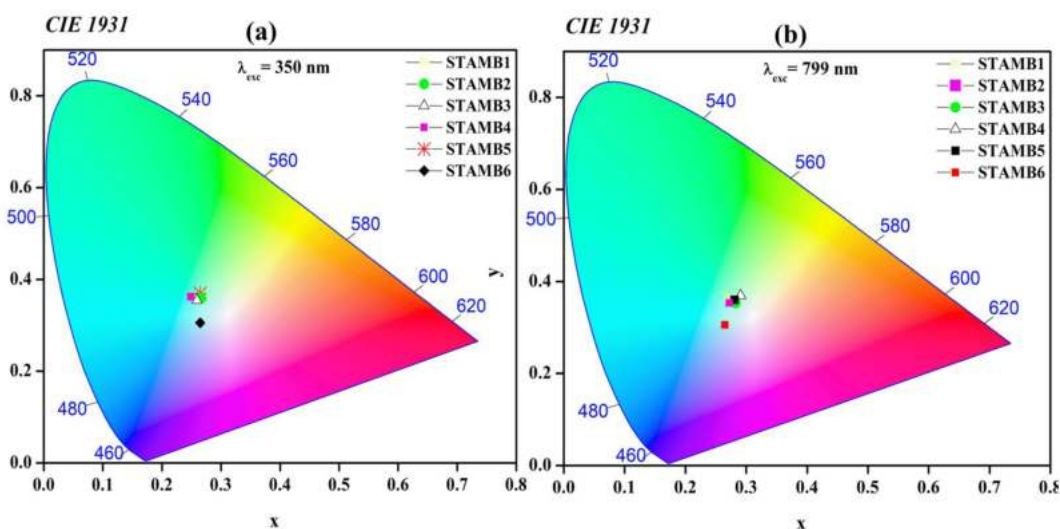 CIE 1931
(a)
λexc= 350 nm
STAMB1
STAMB2
STAMB3
STAMB4
STAMB5
STAMB6
520
540
560
580
600
620
500
480
460
0.8
0.6
0.4
0.2
0.0
0.0 0.1 0.2 0.3 0.4 0.5 0.6 0.7 0.8
x
CIE 1931
(b)
λexc= 799 nm
STAMB1
STAMB2
STAMB3
STAMB4
STAMB5
STAMB6
520
540
560
580
600
620
500
480
460
y
0.8
0.6
0.4
0.2
0.0
0.0 0.1 0.2 0.3 0.4 0.5 0.6 0.7 0.8
x